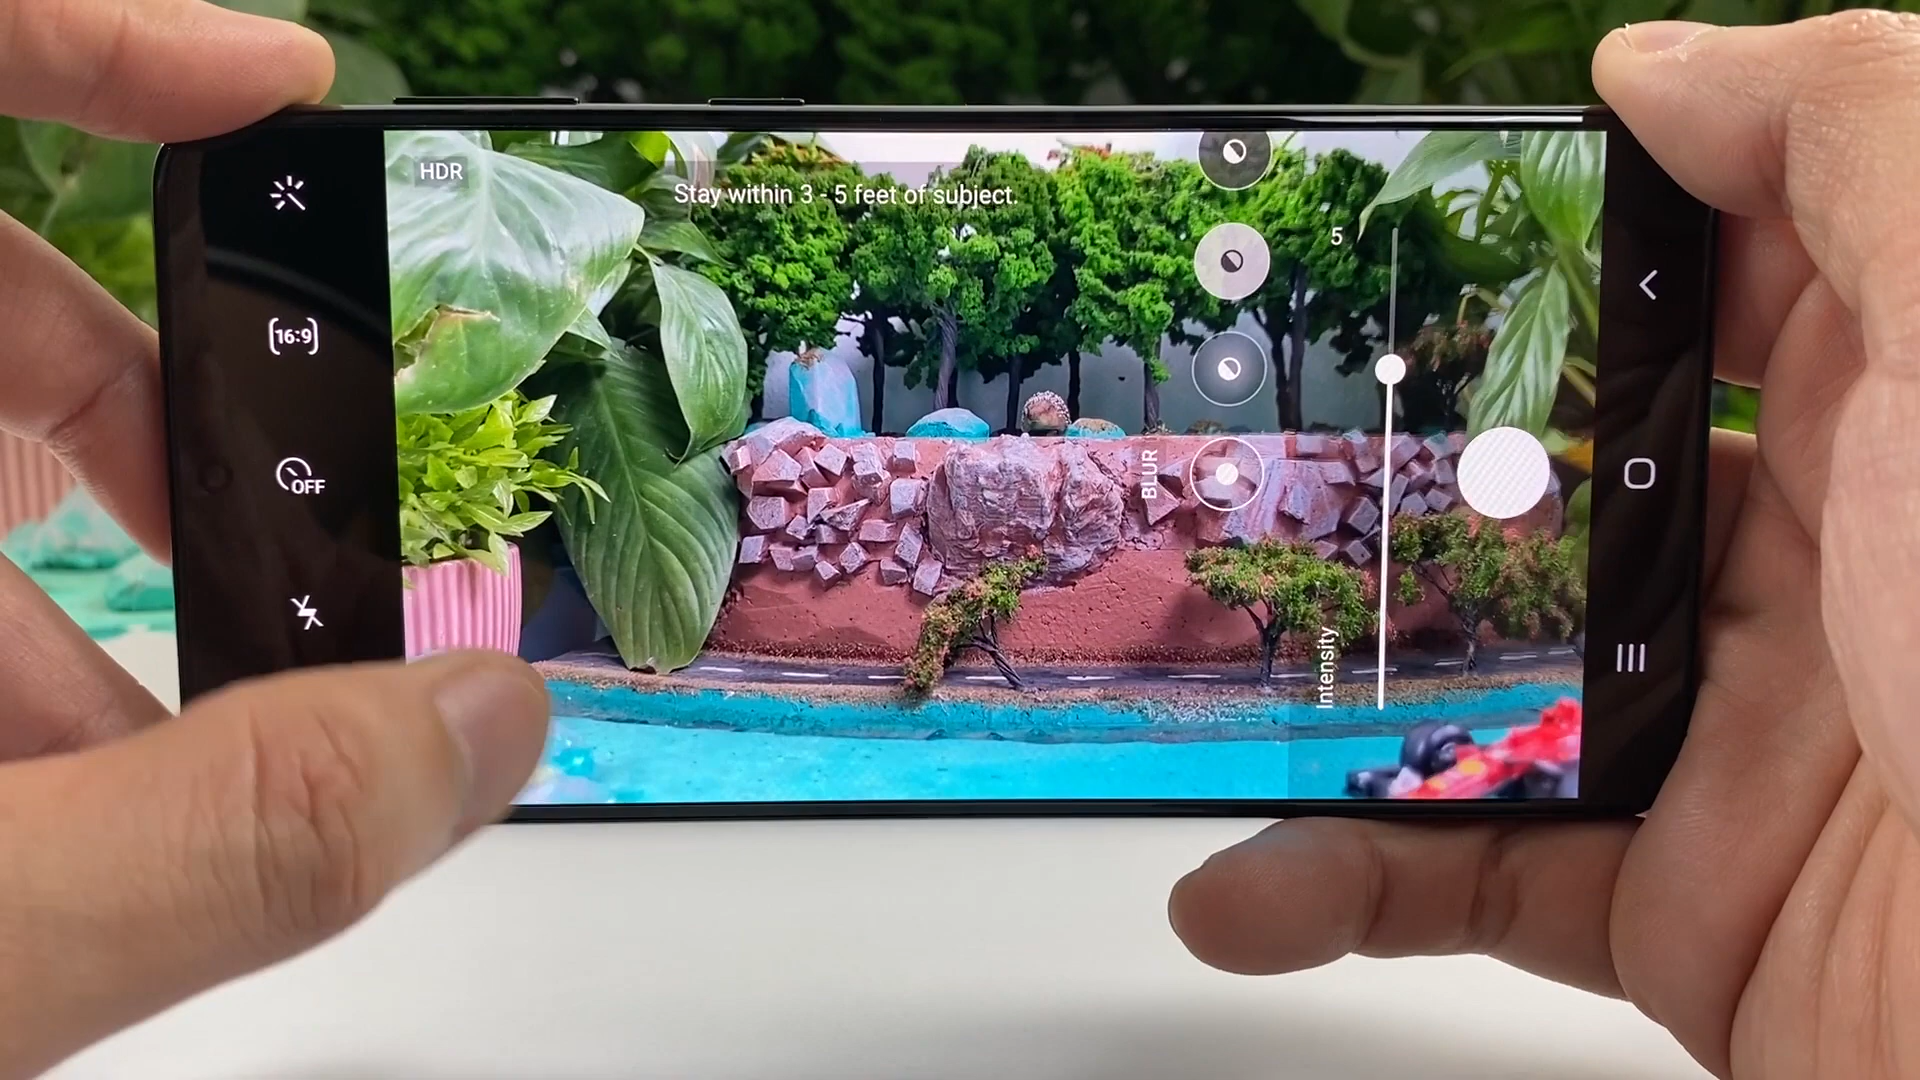 HDR
Stay within 3 - 5 feet of subject.
5
16:9
BLUR
OFF
Intensity